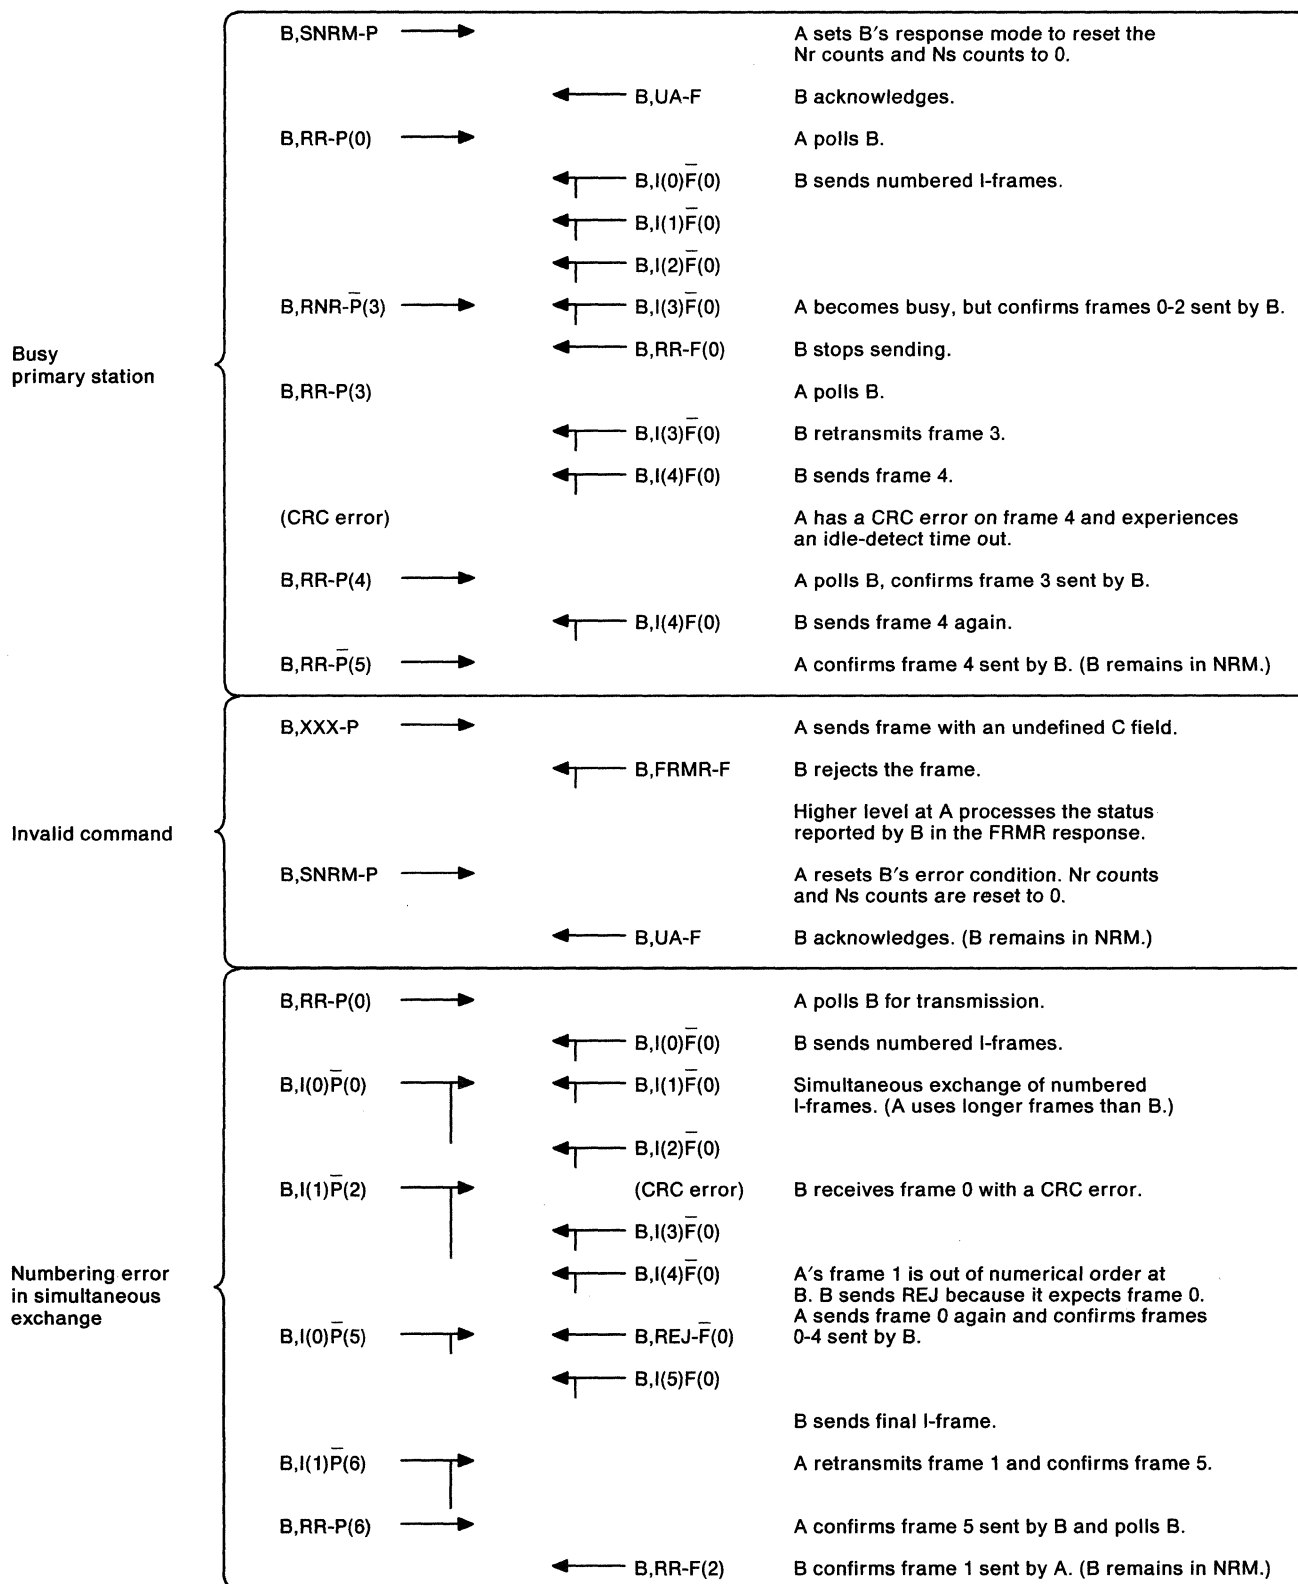 B,SNRM-P A sets B's response mode to reset the
Nr counts and Ns counts to 0.
B,UA-F B acknowledges.
B,RR-P(0) A polls B.
B,I(0)F̅(0) B sends numbered I-frames.
B,I(1)F̅(0)
B,I(2)F̅(0)
B,RNR-P̅(3) B,I(3)F̅(0) A becomes busy, but confirms frames 0-2 sent by B.
Busy
primary station
B,RR-F(0) B stops sending.
B,RR-P(3) A polls B.
B,I(3)F̅(0) B retransmits frame 3.
B,I(4)F(0) B sends frame 4.
(CRC error) A has a CRC error on frame 4 and experiences
an idle-detect time out.
B,RR-P(4) A polls B, confirms frame 3 sent by B.
B,I(4)F(0) B sends frame 4 again.
B,RR-P̅(5) A confirms frame 4 sent by B. (B remains in NRM.)
B,XXX-P A sends frame with an undefined C field.
B,FRMR-F B rejects the frame.
Invalid command
Higher level at A processes the status
reported by B in the FRMR response.
B,SNRM-P A resets B's error condition. Nr counts
and Ns counts are reset to 0.
B,UA-F B acknowledges. (B remains in NRM.)
B,RR-P(0) A polls B for transmission.
B,I(0)F̅(0) B sends numbered I-frames.
B,I(0)P̅(0) B,I(1)F̅(0) Simultaneous exchange of numbered
I-frames. (A uses longer frames than B.)
B,I(2)F̅(0)
B,I(1)P̅(2) (CRC error) B receives frame 0 with a CRC error.
B,I(3)F̅(0)
Numbering error
in simultaneous
exchange
B,I(4)F̅(0) A's frame 1 is out of numerical order at
B. B sends REJ because it expects frame 0.
A sends frame 0 again and confirms frames
B,I(0)P̅(5) B,REJ-F̅(0) 0-4 sent by B.
B,I(5)F(0)
B sends final I-frame.
B,I(1)P̅(6) A retransmits frame 1 and confirms frame 5.
B,RR-P(6) A confirms frame 5 sent by B and polls B.
B,RR-F(2) B confirms frame 1 sent by A. (B remains in NRM.)